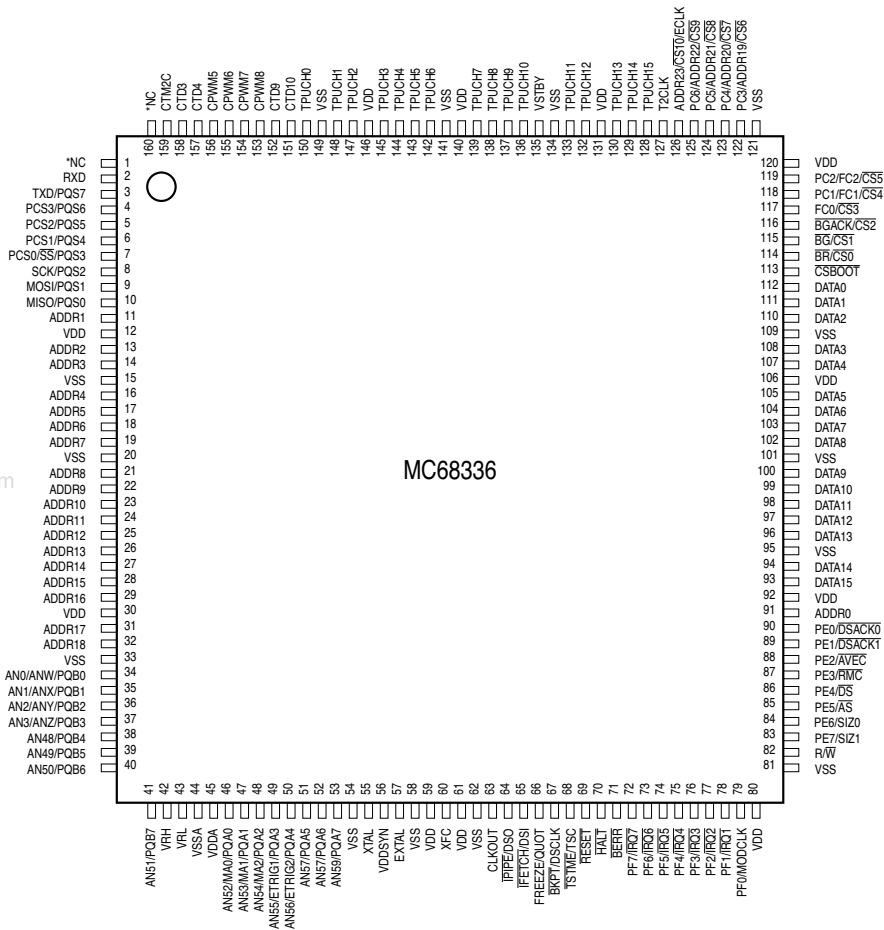 *NC
CTM2C
CTD3
CTD4
CPWM5
CPWM6
CPWM7
CPWM8
CTD9
CTD10
TPUCH0
VSS
TPUCH1
TPUCH2
VDD
TPUCH3
TPUCH4
TPUCH5
TPUCH6
VSS
VDD
TPUCH7
TPUCH8
TPUCH9
TPUCH10
VSTBY
VSS
TPUCH11
TPUCH12
VDD
TPUCH13
TPUCH14
TPUCH15
T2CLK
ADDR23/CS10/ECLK
PC6/ADDR22/CS9
PC5/ADDR21/CS8
PC4/ADDR20/CS7
PC3/ADDR19/CS6
VSS
160 159 158 157 156 155 154 153 152 151 150 149 148 147 146 145 144 143 142 141 140 139 138 137 136 135 134 133 132 131 130 129 128 127 126 125 124 123 122 121
*NC 1
RXD 2
TXD/PQS7 3
PCS3/PQS6 4
PCS2/PQS5 5
PCS1/PQS4 6
PCS0/SS/PQS3 7
SCK/PQS2 8
MOSI/PQS1 9
MISO/PQS0 10
ADDR1 11
VDD 12
ADDR2 13
ADDR3 14
VSS 15
ADDR4 16
ADDR5 17
ADDR6 18
ADDR7 19
VSS 20
ADDR8 21
ADDR9 22
ADDR10 23
ADDR11 24
ADDR12 25
ADDR13 26
ADDR14 27
ADDR15 28
ADDR16 29
VDD 30
ADDR17 31
ADDR18 32
VSS 33
AN0/ANW/PQB0 34
AN1/ANX/PQB1 35
AN2/ANY/PQB2 36
AN3/ANZ/PQB3 37
AN48/PQB4 38
AN49/PQB5 39
AN50/PQB6 40
MC68336
120 VDD
119 PC2/FC2/CS5
118 PC1/FC1/CS4
117 FC0/CS3
116 BGACK/CS2
115 BG/CS1
114 BR/CS0
113 CSBOOT
112 DATA0
111 DATA1
110 DATA2
109 VSS
108 DATA3
107 DATA4
106 VDD
105 DATA5
104 DATA6
103 DATA7
102 DATA8
101 VSS
100 DATA9
99 DATA10
98 DATA11
97 DATA12
96 DATA13
95 VSS
94 DATA14
93 DATA15
92 VDD
91 ADDR0
90 PE0/DSACK0
89 PE1/DSACK1
88 PE2/AVEC
87 PE3/RMC
86 PE4/DS
85 PE5/AS
84 PE6/SIZ0
83 PE7/SIZ1
82 R/W
81 VSS
41 42 43 44 45 46 47 48 49 50 51 52 53 54 55 56 57 58 59 60 61 62 63 64 65 66 67 68 69 70 71 72 73 74 75 76 77 78 79 80
AN51/PQB7
VRH
VRL
VSSA
VDDA
AN52/MA0/PQA0
AN53/MA1/PQA1
AN54/MA2/PQA2
AN55/ETRIG1/PQA3
AN56/ETRIG2/PQA4
AN57/PQA5
AN57/PQA6
AN59/PQA7
VSS
XTAL
VDDSYN
EXTAL
VSS
VDD
XFC
VDD
VSS
CLKOUT
IPIPE/DSO
IFETCH/DSI
FREEZE/QUOT
BKPT/DSCLK
TSTME/TSC
RESET
HALT
BERR
PF7/IRQ7
PF6/IRQ6
PF5/IRQ5
PF4/IRQ4
PF3/IRQ3
PF2/IRQ2
PF1/IRQ1
PF0/MODCLK
VDD